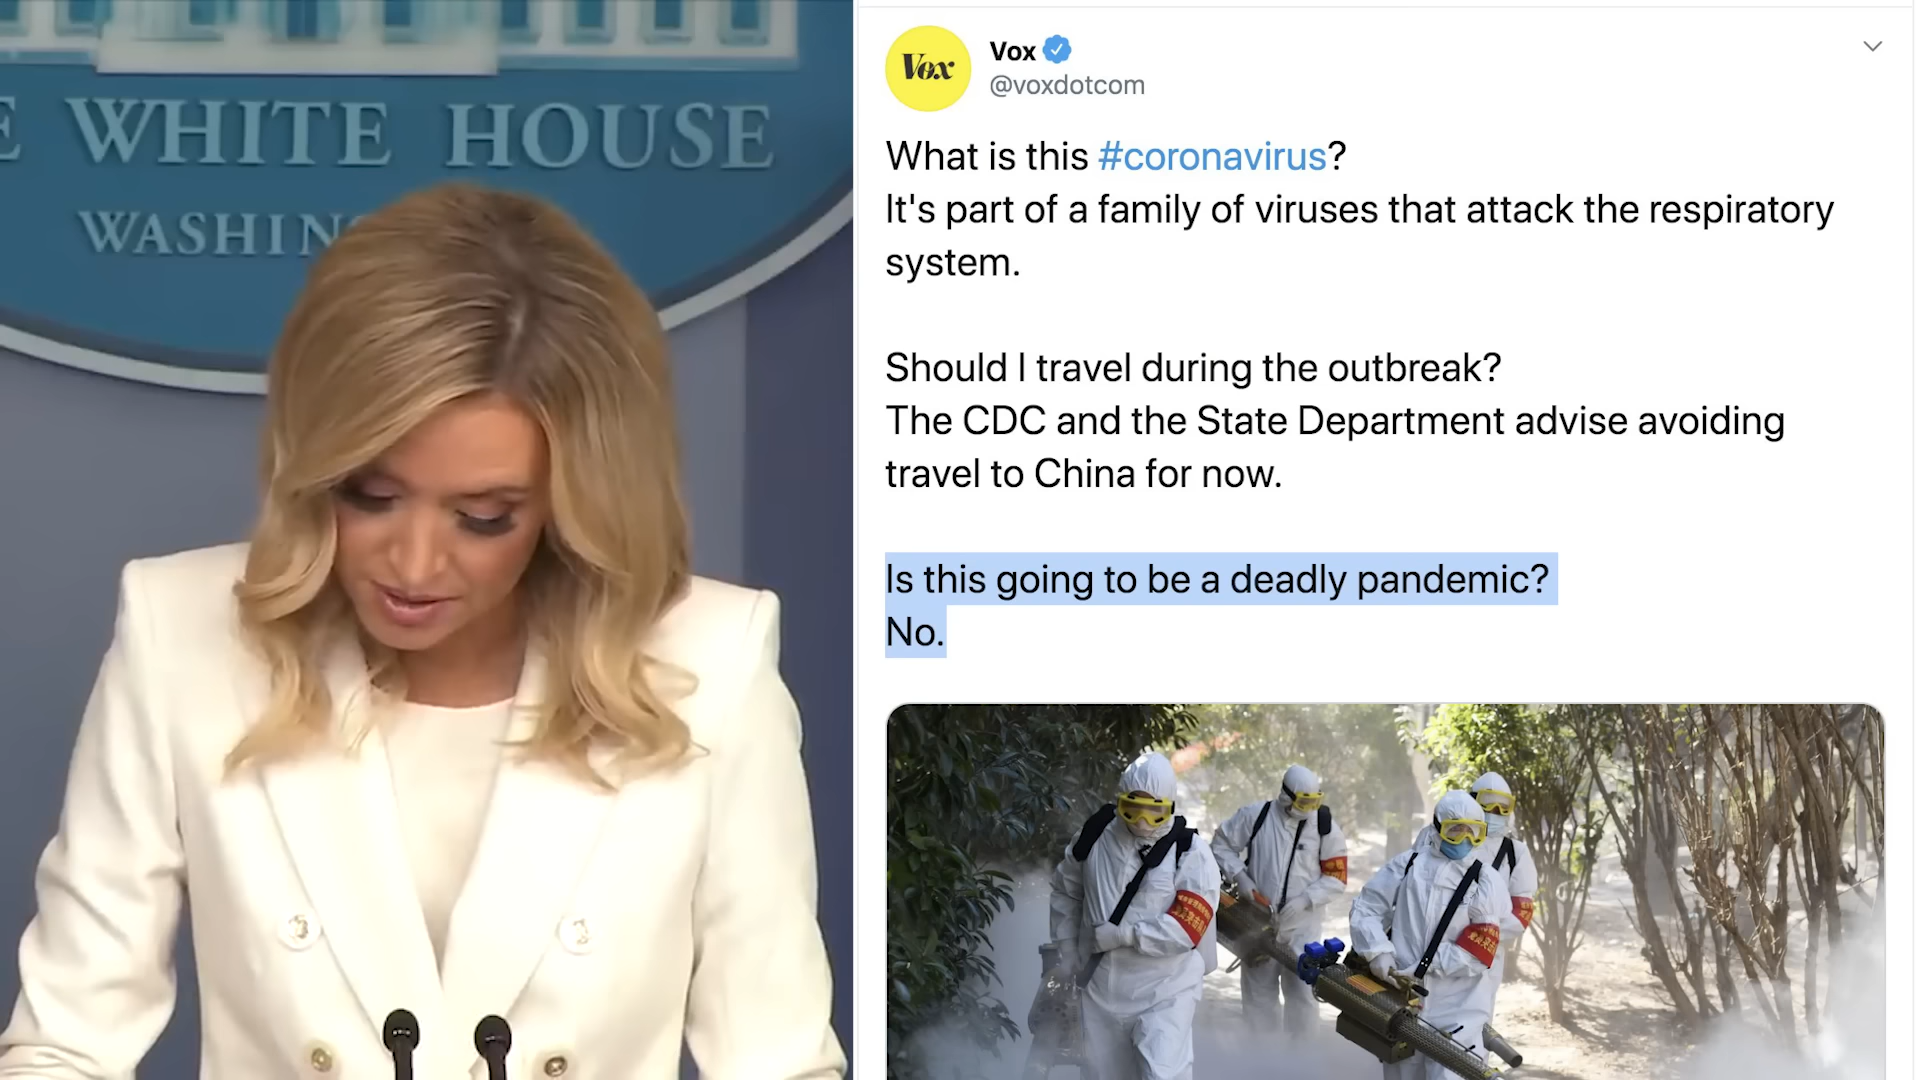 E WHITE HOUSE
WASHIN
Vox
Vox
@voxdotcom
What is this #coronavirus?
It's part of a family of viruses that attack the respiratory
system.
Should I travel during the outbreak?
The CDC and the State Department advise avoiding
travel to China for now.
Is this going to be a deadly pandemic?
No.